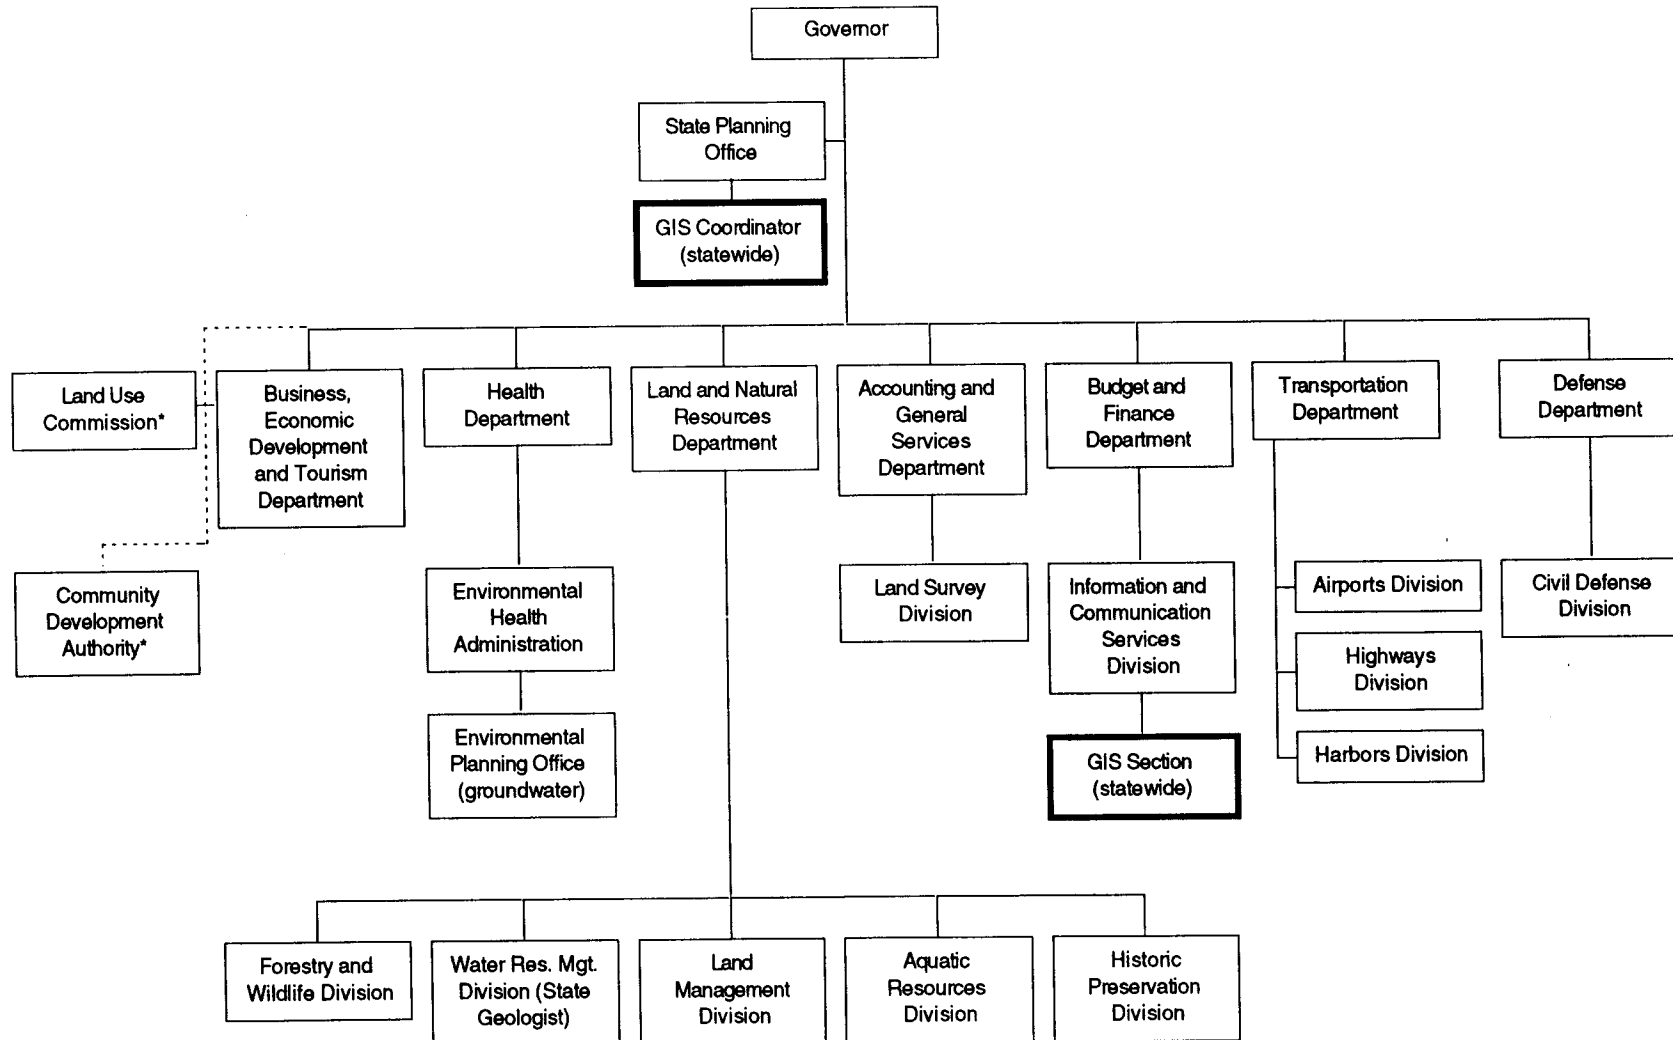 Governor
State Planning
Office
GIS Coordinator
(statewide)
Land Use
Commission*
Business,
Economic
Development
and Tourism
Department
Health
Department
Land and Natural
Resources
Department
Accounting and
General
Services
Department
Budget and
Finance
Department
Transportation
Department
Defense
Department
Community
Development
Authority*
Environmental
Health
Administration
Land Survey
Division
Information and
Communication
Services
Division
Airports Division
Civil Defense
Division
Highways
Division
Environmental
Planning Office
(groundwater)
GIS Section
(statewide)
Harbors Division
Forestry and
Wildlife Division
Water Res. Mgt.
Division (State
Geologist)
Land
Management
Division
Aquatic
Resources
Division
Historic
Preservation
Division